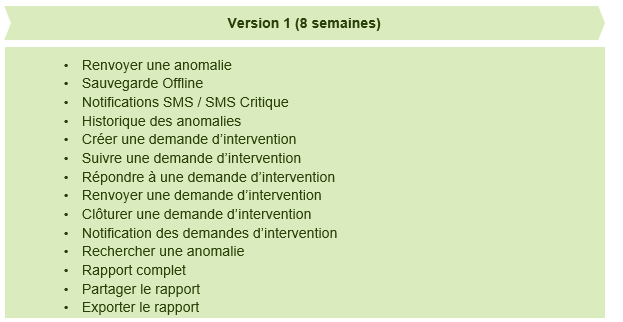 Version 1 (8 semaines)
• Renvoyer une anomalie
• Sauvegarde Offline
• Notifications SMS / SMS Critique
• Historique des anomalies
• Créer une demande d’intervention
• Suivre une demande d’intervention
• Répondre à une demande d’intervention
• Renvoyer une demande d’intervention
• Clôturer une demande d’intervention
• Notification des demandes d’intervention
• Rechercher une anomalie
• Rapport complet
• Partager le rapport
• Exporter le rapport